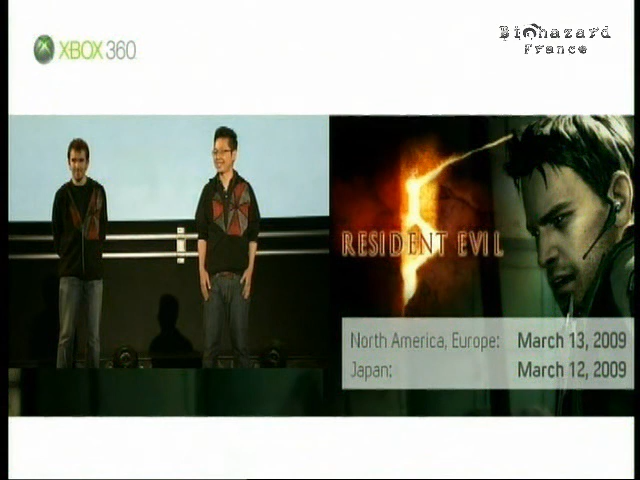 XBOX 360
Biohazard
France
RESIDENT EVIL
5
North America, Europe: March 13, 2009
Japan: March 12, 2009